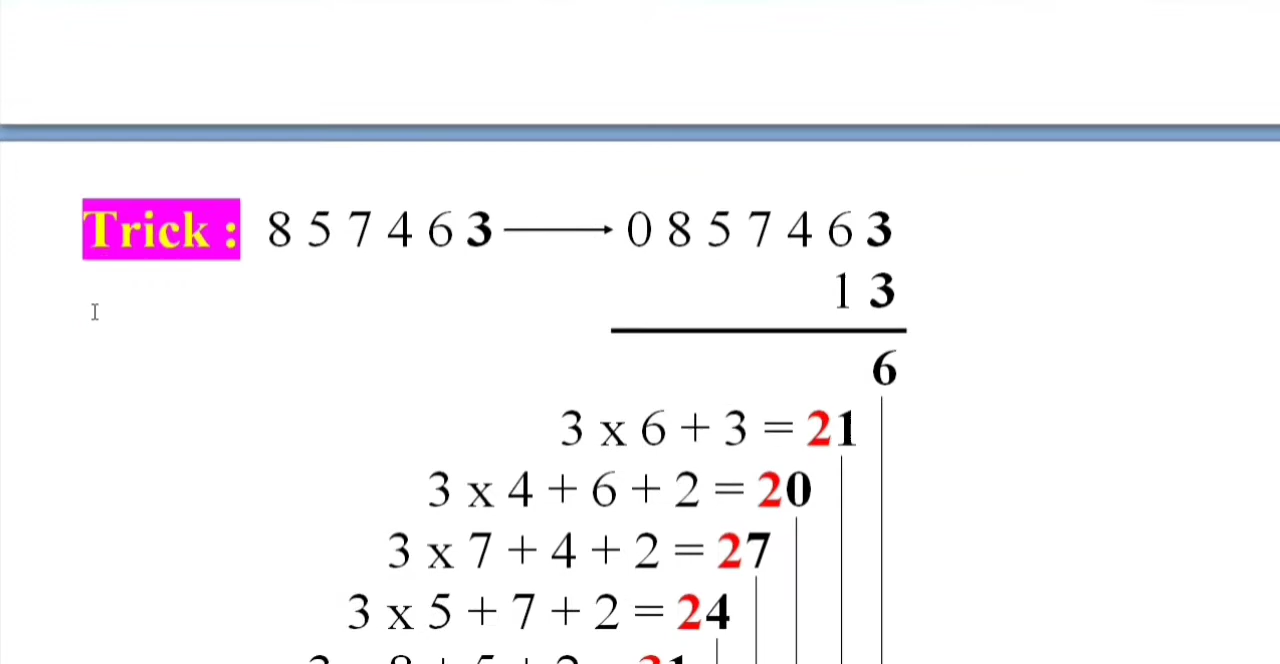 Trick : 8 5 7 4 6 3 → 0 8 5 7 4 6 3
1 3
6
3 x 6 + 3 = 21
3 x 4 + 6 + 2 = 20
3 x 7 + 4 + 2 = 27
3 x 5 + 7 + 2 = 24